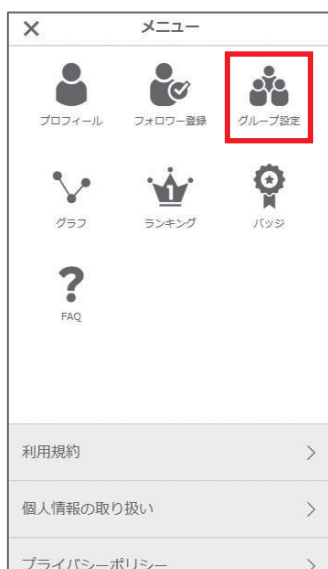 メニュー
プロフィール フォロワー登録 グループ設定
グラフ ランキング バッジ
1
FAQ
利用規約
個人情報の取り扱い
プライバシーポリシー